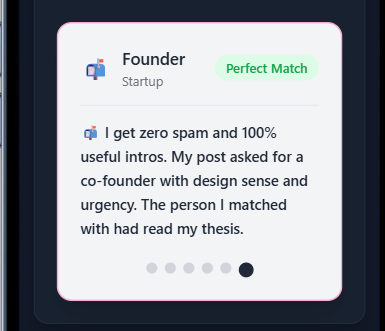 Founder
Startup
Perfect Match
📬 I get zero spam and 100%
useful intros. My post asked for a
co-founder with design sense and
urgency. The person I matched
with had read my thesis.